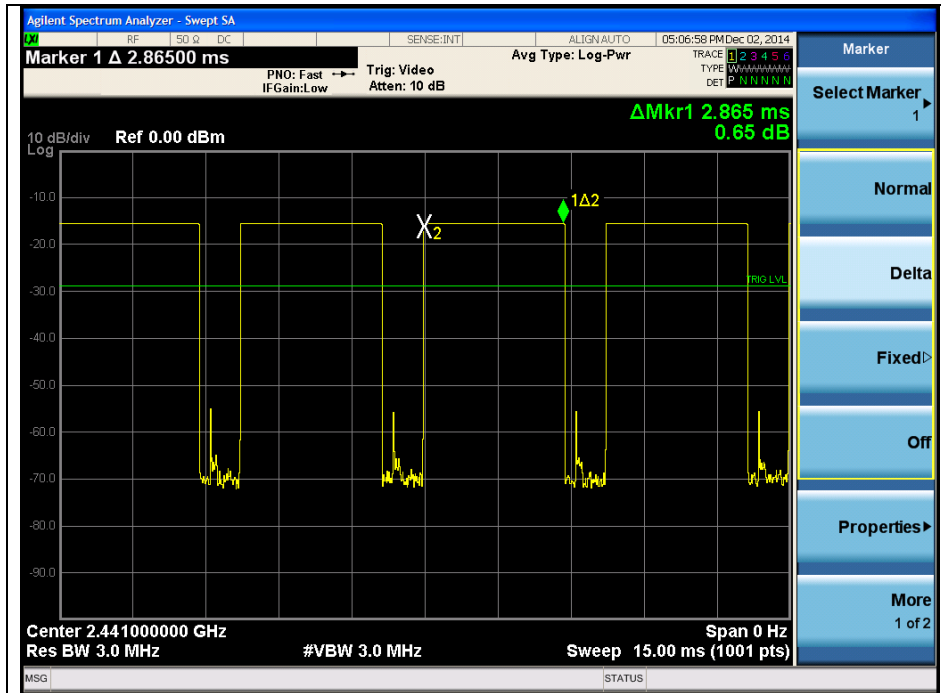 Agilent Spectrum Analyzer - Swept SA
LXI RF 50 Ω DC SENSE:INT ALIGN AUTO 05:06:58 PM Dec 02, 2014
Marker 1 Δ 2.86500 ms
PNO: Fast
IFGain:Low
Trig: Video
Atten: 10 dB
Avg Type: Log-Pwr
TRACE 1 2 3 4 5 6
TYPE W
DET P N N N N N
ΔMkr1 2.865 ms
0.65 dB
10 dB/div Ref 0.00 dBm
Log
-10.0
1Δ2
X2
-20.0
TRIG LVL
-30.0
-40.0
-50.0
-60.0
-70.0
-80.0
-90.0
Center 2.441000000 GHz Span 0 Hz
Res BW 3.0 MHz #VBW 3.0 MHz Sweep 15.00 ms (1001 pts)
MSG STATUS
Marker
Select Marker
1
Normal
Delta
Fixed
Off
Properties
More
1 of 2